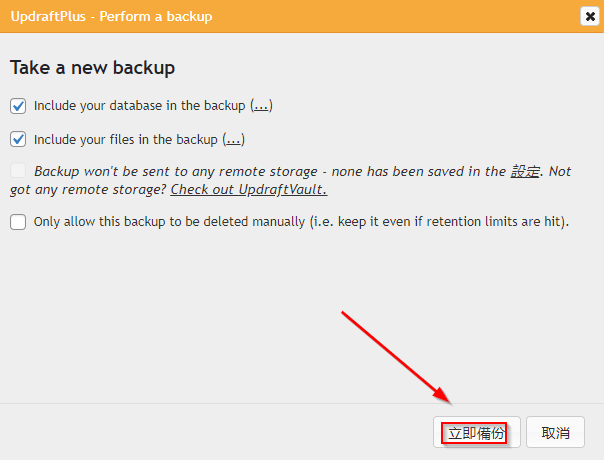 UpdraftPlus - Perform a backup
Take a new backup
Include your database in the backup (...)
Include your files in the backup (...)
Backup won't be sent to any remote storage - none has been saved in the 設定. Not
got any remote storage? Check out UpdraftVault.
Only allow this backup to be deleted manually (i.e. keep it even if retention limits are hit).
立即備份
取消